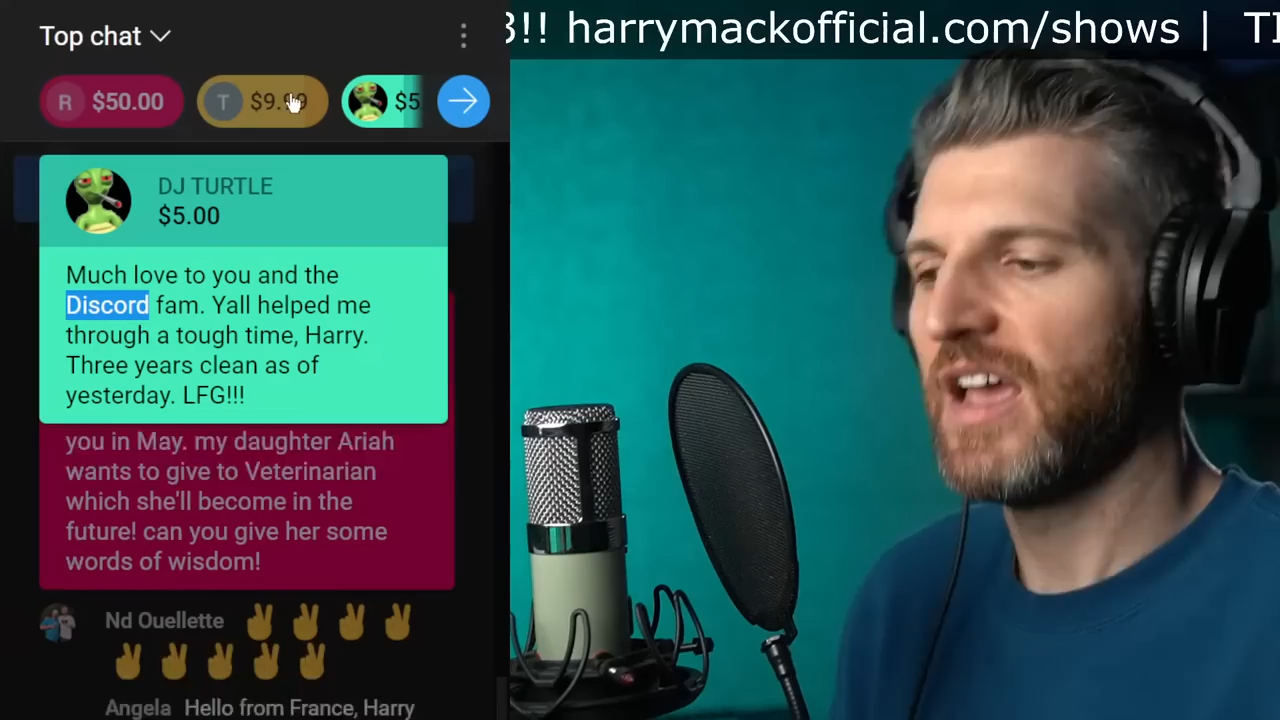 3!! harrymackofficial.com/shows | TI
Top chat
R $50.00 T $9.99 $5
DJ TURTLE
$5.00
Much love to you and the
Discord fam. Yall helped me
through a tough time, Harry.
Three years clean as of
yesterday. LFG!!!
you in May. my daughter Ariah
wants to give to Veterinarian
which she'll become in the
future! can you give her some
words of wisdom!
Nd Ouellette ✌✌✌✌
✌✌✌✌✌
Angela Hello from France, Harry